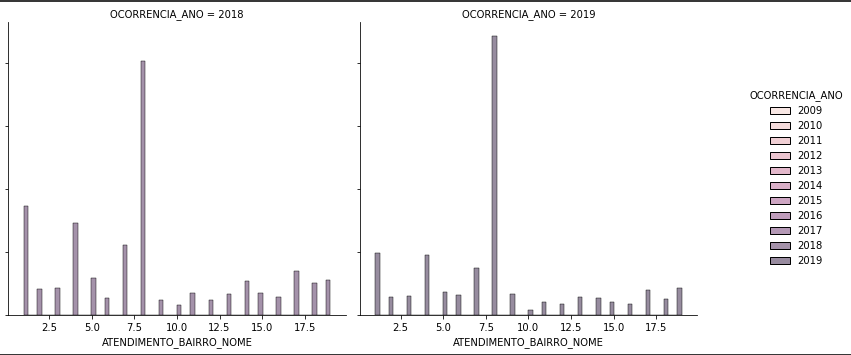 OCORRENCIA_ANO = 2018
OCORRENCIA_ANO = 2019
2.5 5.0 7.5 10.0 12.5 15.0 17.5
ATENDIMENTO_BAIRRO_NOME
2.5 5.0 7.5 10.0 12.5 15.0 17.5
ATENDIMENTO_BAIRRO_NOME
OCORRENCIA_ANO
2009
2010
2011
2012
2013
2014
2015
2016
2017
2018
2019